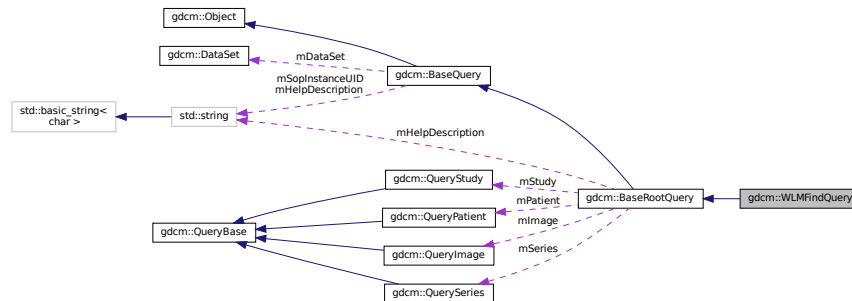 gdcm::Object
gdcm::DataSet
mDataSet
gdcm::BaseQuery
mSopInstanceUID
mHelpDescription
std::basic_string<
char >
std::string
mHelpDescription
gdcm::QueryStudy
mStudy
gdcm::BaseRootQuery
gdcm::WLMFindQuery
mPatient
gdcm::QueryPatient
mImage
gdcm::QueryBase
gdcm::QueryImage
mSeries
gdcm::QuerySeries